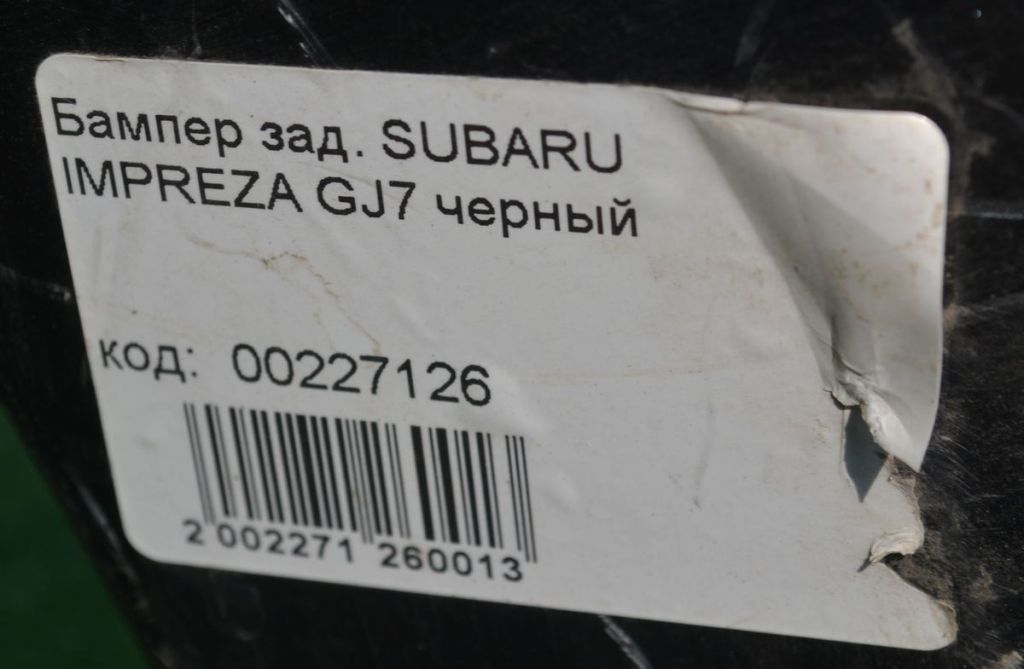 Бампер зад. SUBARU
IMPREZA GJ7 черный
код: 00227126
2 002271 260013